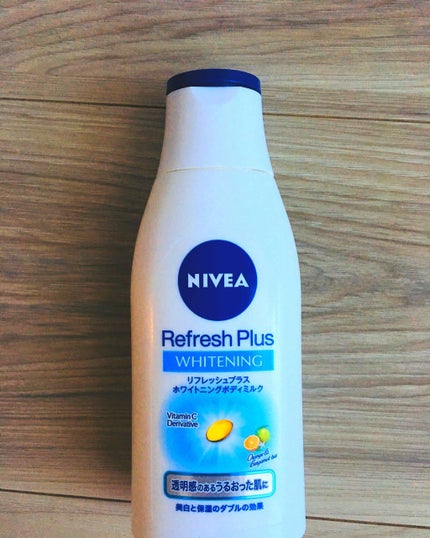 NIVEA
Refresh Plus
WHITENING
リフレッシュプラス
ホワイトニングボディミルク
Vitamin C
Derivative
Orange &
透明感のあるうるおった肌に
美白と保湿のダブルの効果